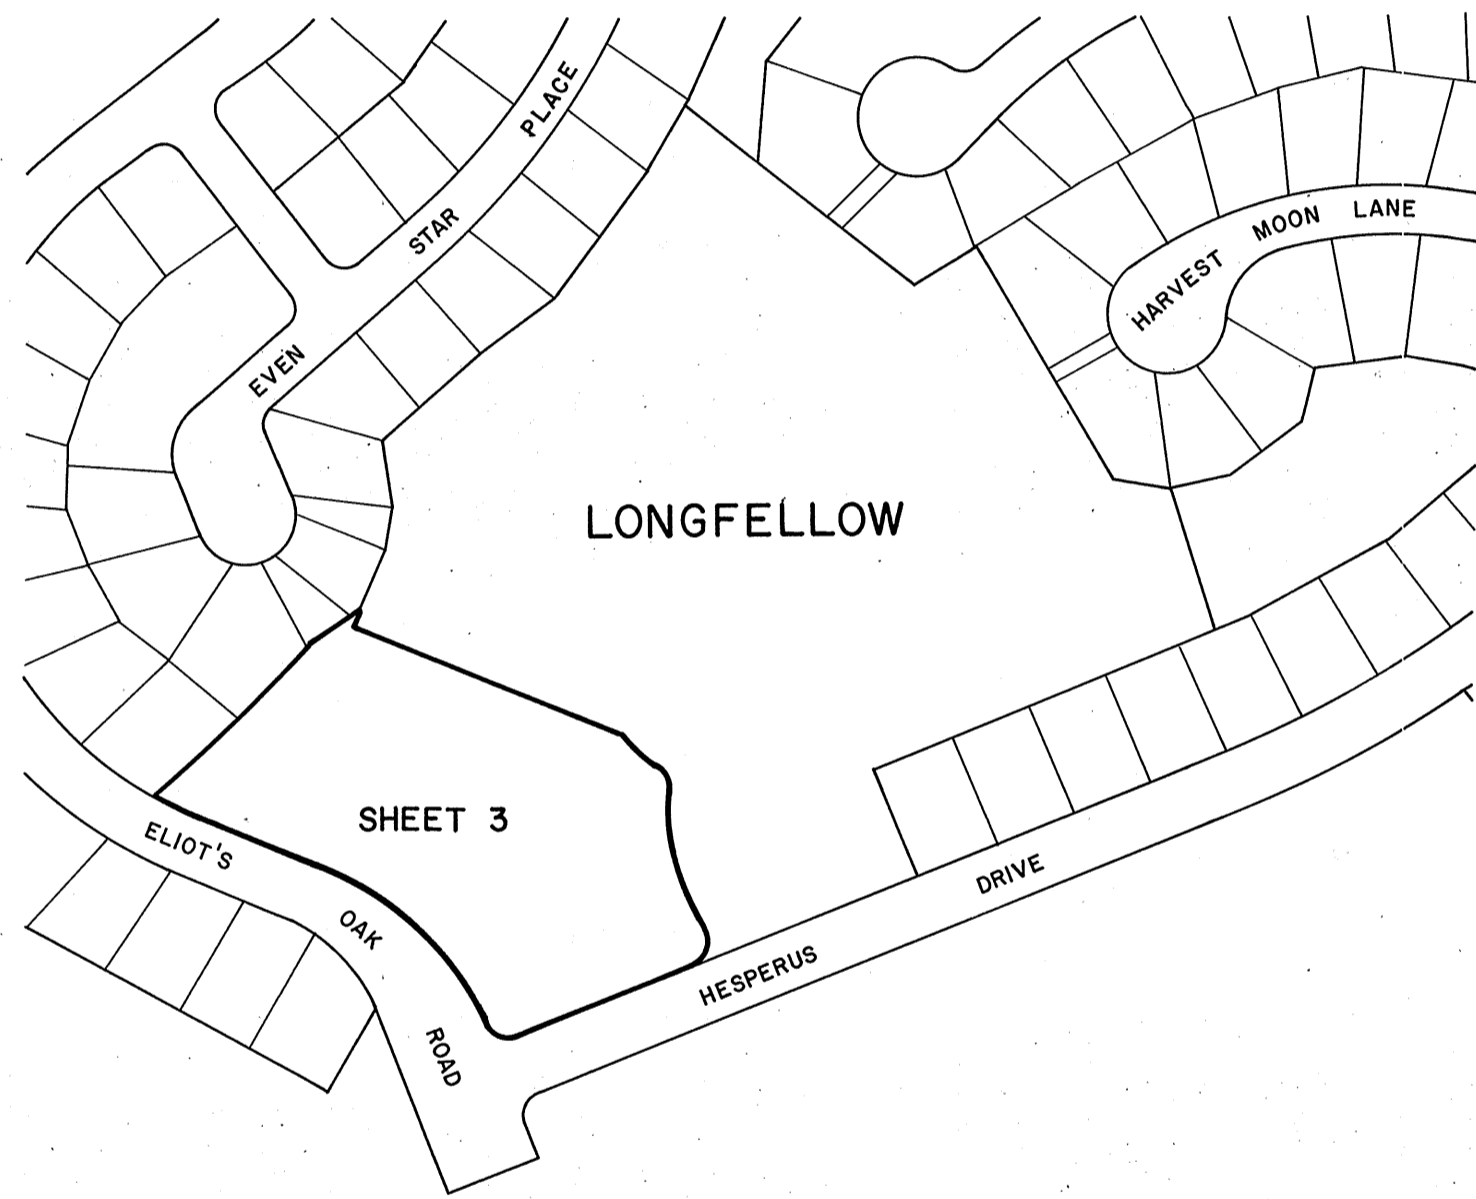 EVEN STAR PLACE
HARVEST MOON LANE
LONGFELLOW
SHEET 3
ELIOT'S OAK ROAD
HESPERUS DRIVE